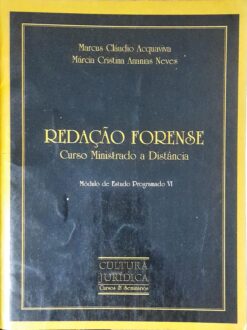 Marcus Cláudio Acquaviva
Márcia Cristina Ananias Neves
REDAÇÃO FORENSE
Curso Ministrado a Distância
Módulo de Estudo Programado VI
CULTURA
JURÍDICA
Cursos & Seminários